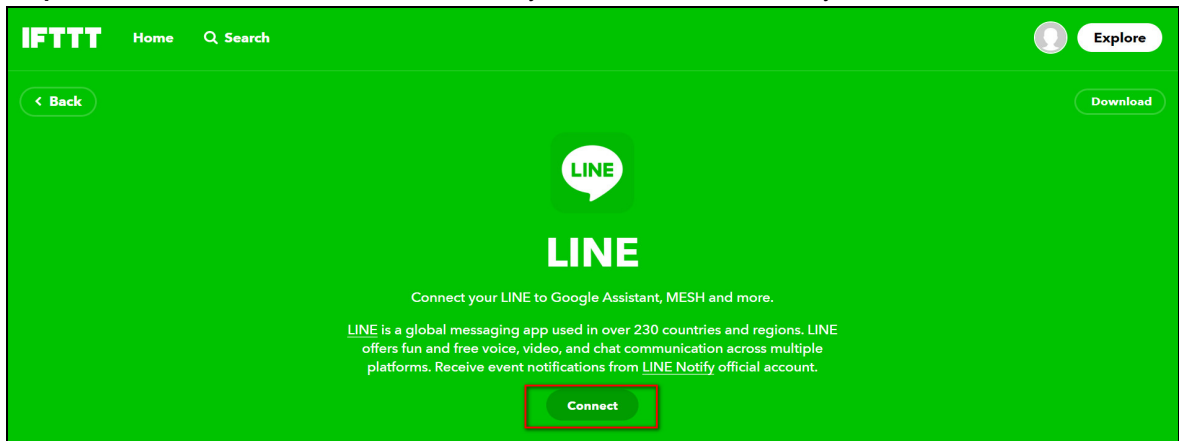 IFTTT Home Search Explore
Back Download
LINE
LINE
Connect your LINE to Google Assistant, MESH and more.
LINE is a global messaging app used in over 230 countries and regions. LINE
offers fun and free voice, video, and chat communication across multiple
platforms. Receive event notifications from LINE Notify official account.
Connect